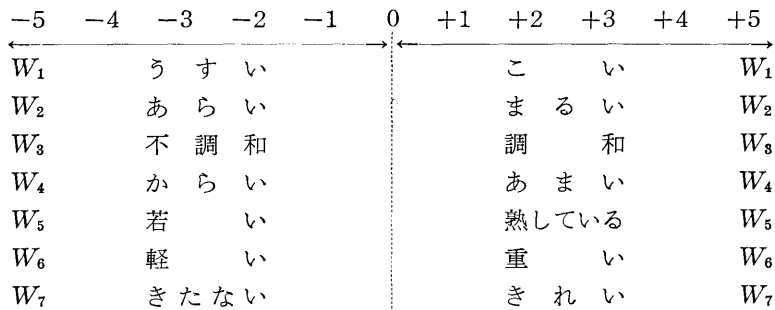 −5 −4 −3 −2 −1 0 +1 +2 +3 +4 +5
W₁ うすい こい W₁
W₂ あらい まるい W₂
W₃ 不調和 調和 W₃
W₄ からい あまい W₄
W₅ 若い 熟している W₅
W₆ 軽い 重い W₆
W₇ きたない きれい W₇